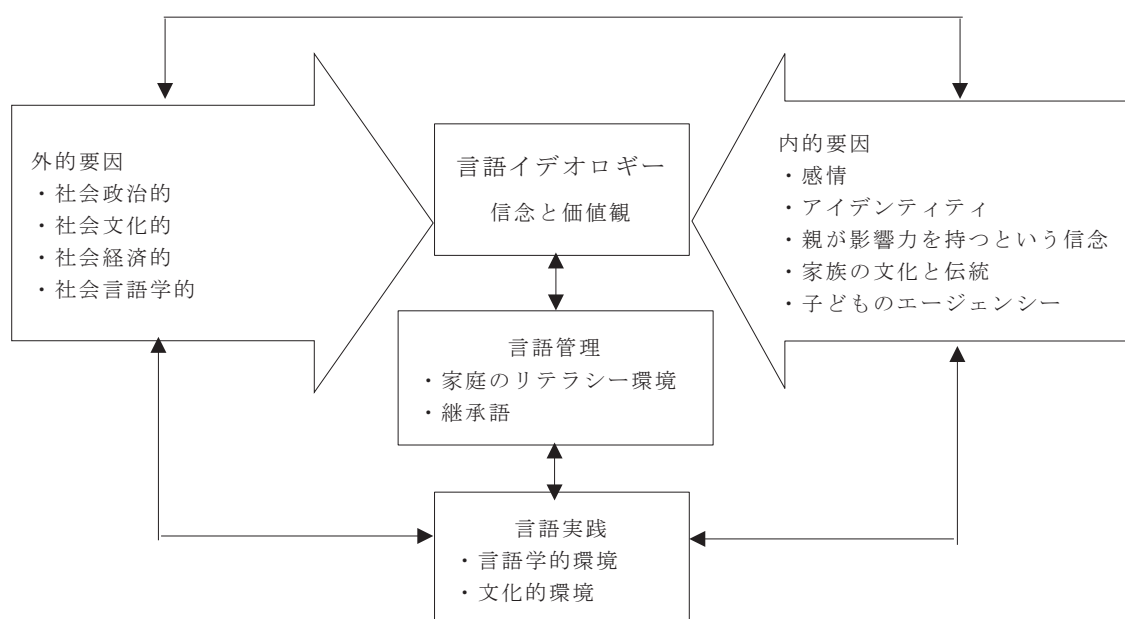 外的要因
・社会政治的
・社会文化的
・社会経済的
・社会言語学的
言語イデオロギー
信念と価値観
内的要因
・感情
・アイデンティティ
・親が影響力を持つという信念
・家族の文化と伝統
・子どものエージェンシー
言語管理
・家庭のリテラシー環境
・継承語
言語実践
・言語学的環境
・文化的環境